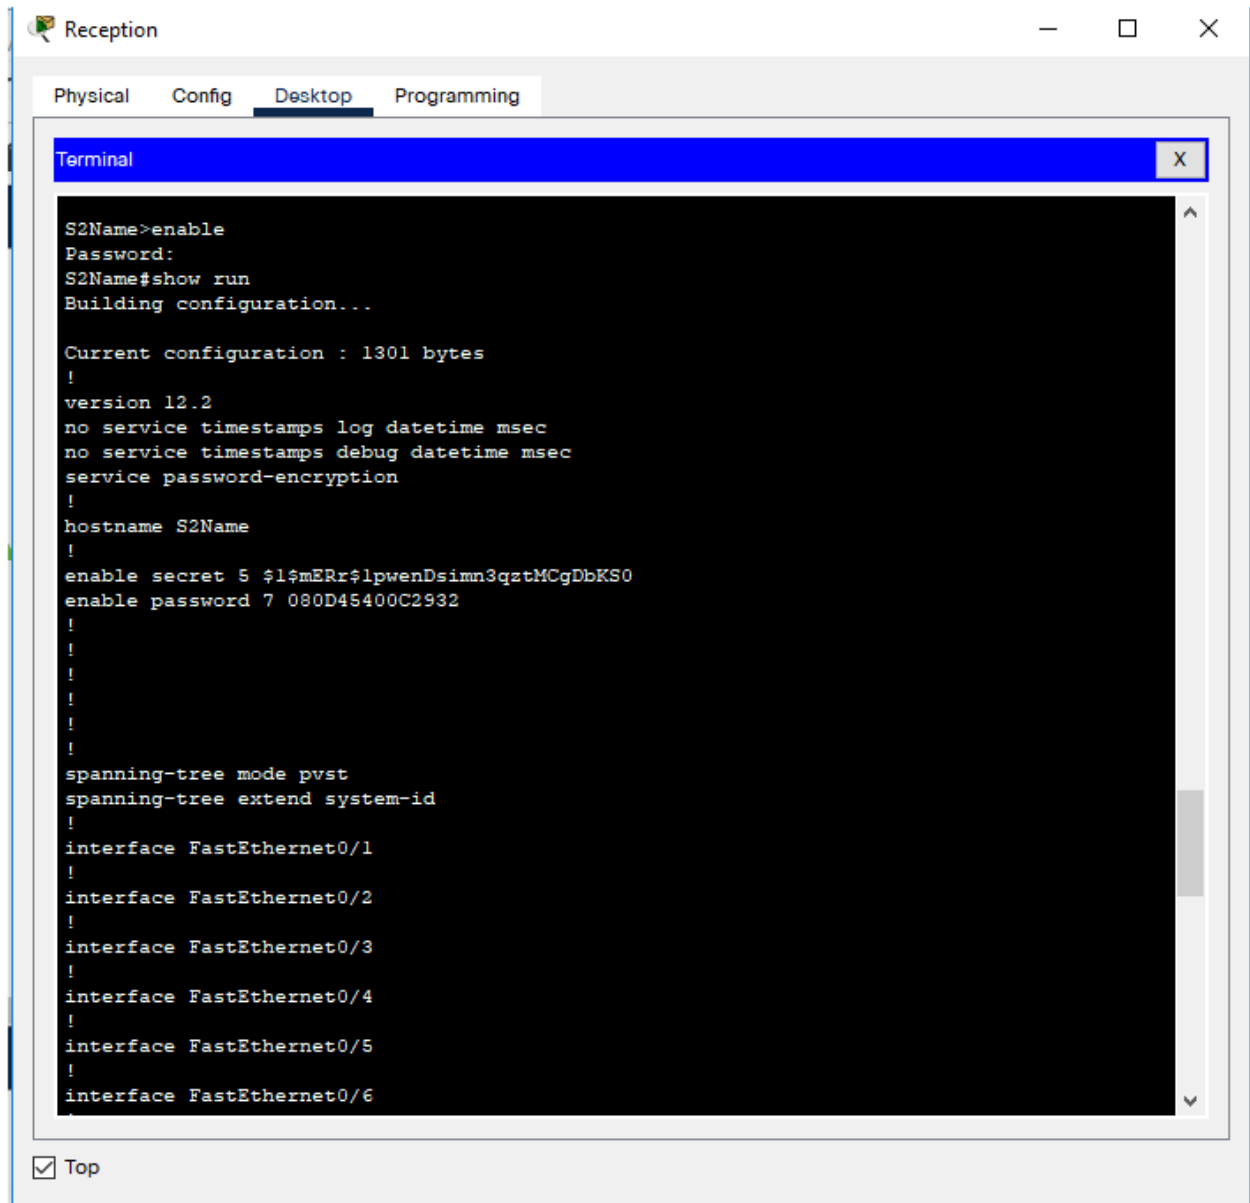 Reception
Physical Config Desktop Programming
Terminal
X
S2Name>enable
Password:
S2Name#show run
Building configuration...
Current configuration : 1301 bytes
!
version 12.2
no service timestamps log datetime msec
no service timestamps debug datetime msec
service password-encryption
!
hostname S2Name
!
enable secret 5 $1$mERr$1pwenDsimn3qztMCgDbKS0
enable password 7 080D45400C2932
!
!
!
!
!
!
spanning-tree mode pvst
spanning-tree extend system-id
!
interface FastEthernet0/1
!
interface FastEthernet0/2
!
interface FastEthernet0/3
!
interface FastEthernet0/4
!
interface FastEthernet0/5
!
interface FastEthernet0/6
Top